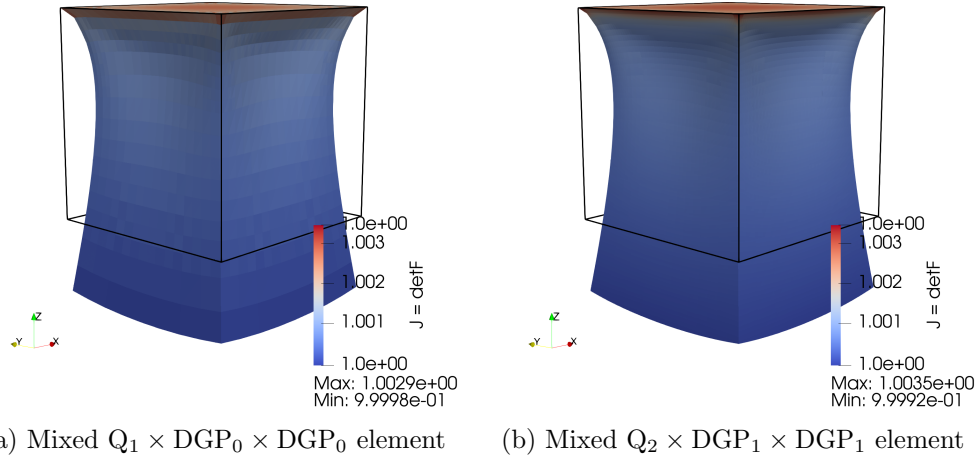 1.0e+00
1.003
1.002
1.001
1.0e+00
J = detF
Max: 1.0029e+00
Min: 9.9998e-01
Z
Y
X
1.0e+00
1.003
1.002
1.001
1.0e+00
J = detF
Max: 1.0035e+00
Min: 9.9992e-01
Z
Y
X
a) Mixed Q₁ × DGP₀ × DGP₀ element
(b) Mixed Q₂ × DGP₁ × DGP₁ element